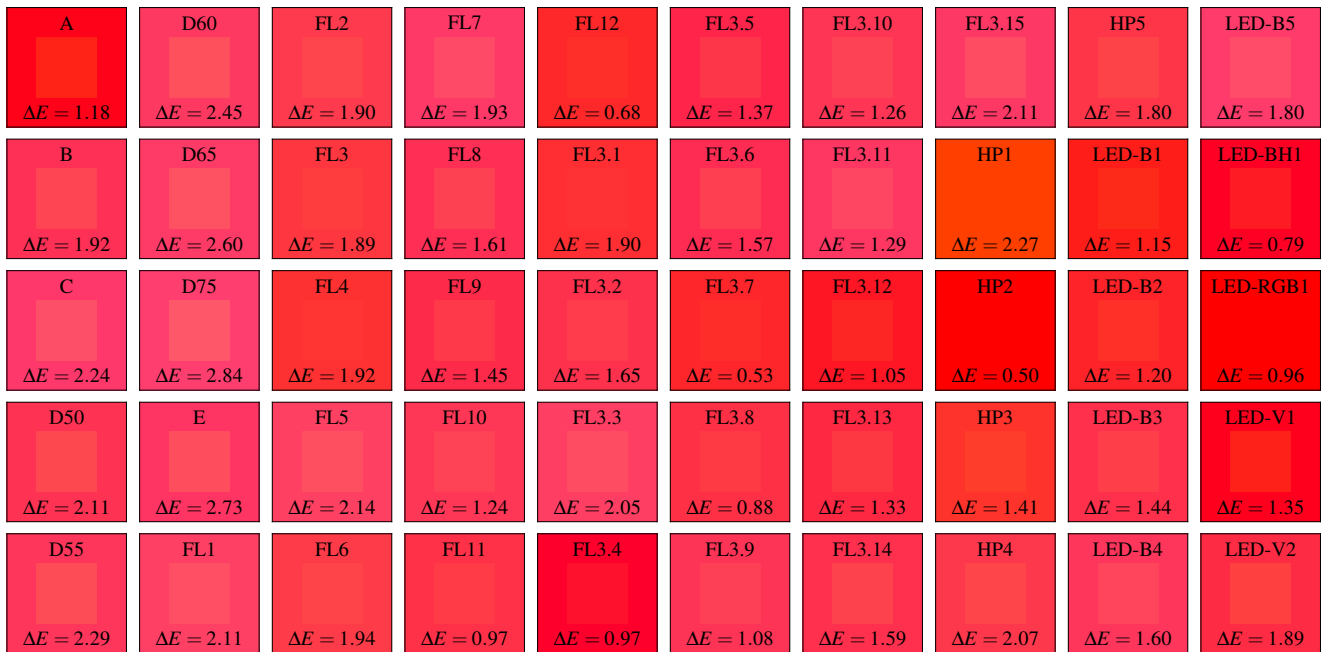 A D60 FL2 FL7 FL12 FL3.5 FL3.10 FL3.15 HP5 LED-B5
ΔE = 1.18 ΔE = 2.45 ΔE = 1.90 ΔE = 1.93 ΔE = 0.68 ΔE = 1.37 ΔE = 1.26 ΔE = 2.11 ΔE = 1.80 ΔE = 1.80
B D65 FL3 FL8 FL3.1 FL3.6 FL3.11 HP1 LED-B1 LED-BH1
ΔE = 1.92 ΔE = 2.60 ΔE = 1.89 ΔE = 1.61 ΔE = 1.90 ΔE = 1.57 ΔE = 1.29 ΔE = 2.27 ΔE = 1.15 ΔE = 0.79
C D75 FL4 FL9 FL3.2 FL3.7 FL3.12 HP2 LED-B2 LED-RGB1
ΔE = 2.24 ΔE = 2.84 ΔE = 1.92 ΔE = 1.45 ΔE = 1.65 ΔE = 0.53 ΔE = 1.05 ΔE = 0.50 ΔE = 1.20 ΔE = 0.96
D50 E FL5 FL10 FL3.3 FL3.8 FL3.13 HP3 LED-B3 LED-V1
ΔE = 2.11 ΔE = 2.73 ΔE = 2.14 ΔE = 1.24 ΔE = 2.05 ΔE = 0.88 ΔE = 1.33 ΔE = 1.41 ΔE = 1.44 ΔE = 1.35
D55 FL1 FL6 FL11 FL3.4 FL3.9 FL3.14 HP4 LED-B4 LED-V2
ΔE = 2.29 ΔE = 2.11 ΔE = 1.94 ΔE = 0.97 ΔE = 0.97 ΔE = 1.08 ΔE = 1.59 ΔE = 2.07 ΔE = 1.60 ΔE = 1.89